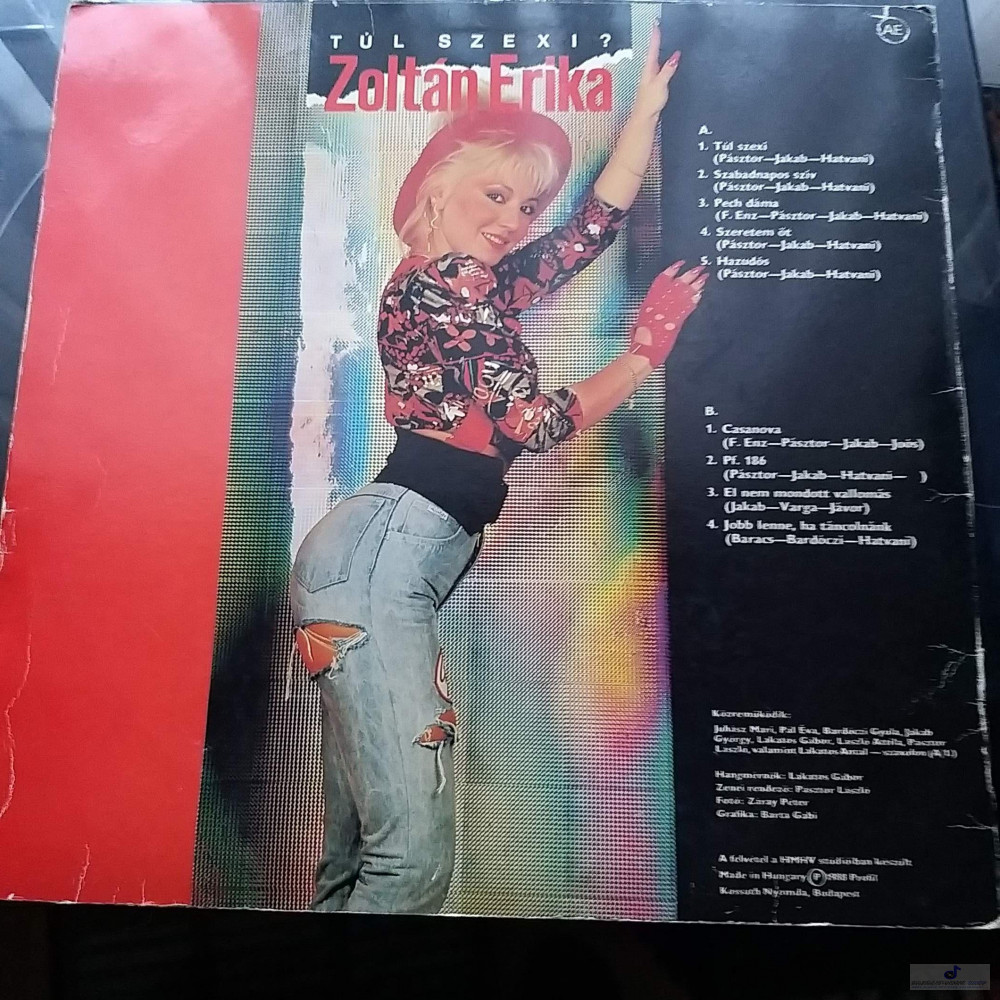 TÚL SZEXI?
Zoltán Erika
AE
A.
1. Túl szexi
(Pásztor—Jakab—Hatvani)
2. Szabadnapos szív
(Pásztor—Jakab—Hatvani)
3. Pech dáma
(F. Enz—Pásztor—Jakab—Hatvani)
4. Szeretem őt
(Pásztor—Jakab—Hatvani)
5. Hazudós
(Pásztor—Jakab—Hatvani)
B.
1. Casanova
(F. Enz—Pásztor—Jakab—Joós)
2. Pf. 186
(Pásztor—Jakab—Hatvani— )
3. El nem mondott vallomás
(Jakab—Varga—Jávor)
4. Jobb lenne, ha táncolnánk
(Baracs—Bardóczi—Hatvani)
Közreműködik:
Juhász Mari, Pál Éva, Bardóczi Gyula, Jakab
György, Lakatos Gábor, László Attila, Pásztor
László, valamint Lakatos Antal — szaxofon
Hangmérnök: Lakatos Gábor
Zenei rendező: Pásztor László
Fotó: Záray Péter
Grafika: Barta Gabi
A felvétel a HMHV stúdióban készült
Made in Hungary Ⓟ 1988 Profil
Kossuth Nyomda, Budapest